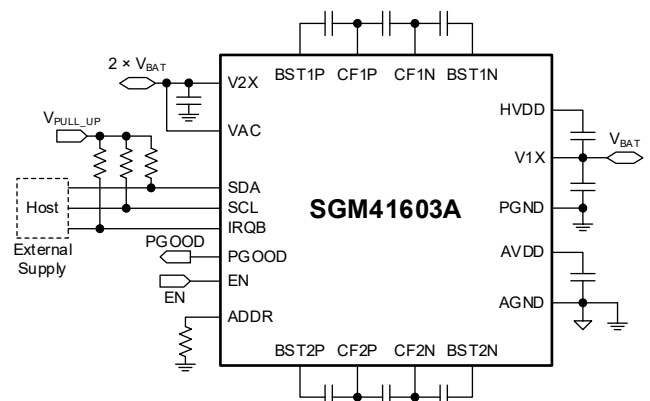 BST1P CF1P CF1N BST1N
2 × VBAT
V2X
HVDD
VAC
VPULL_UP
V1X
VBAT
SDA
Host
SCL
SGM41603A
PGND
IRQB
External
Supply
PGOOD
PGOOD
AVDD
EN
EN
ADDR
AGND
BST2P CF2P CF2N BST2N